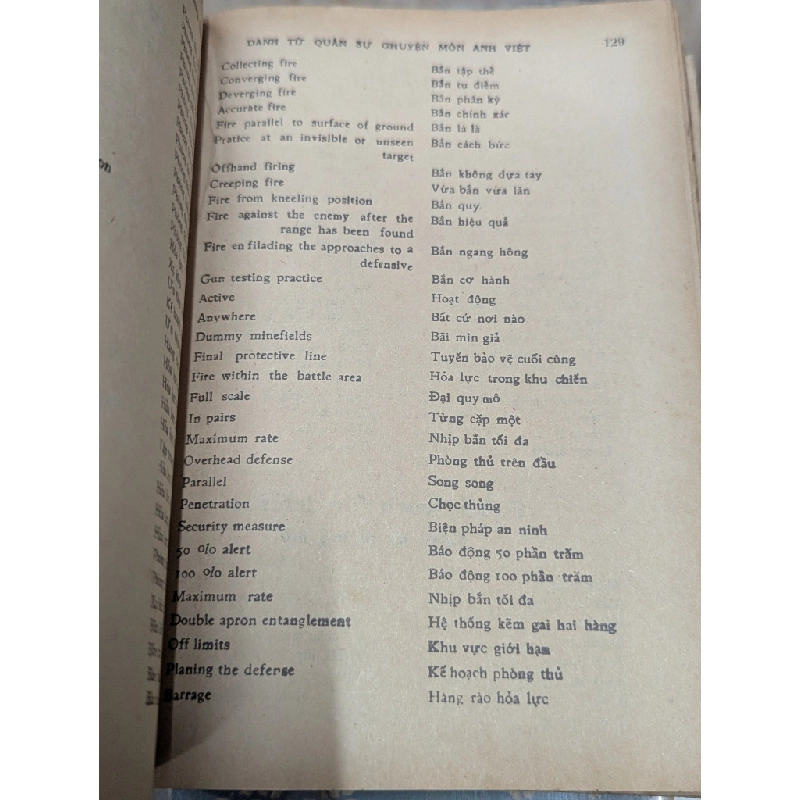 DANH TỪ QUÂN SỰ CHUYÊN MÔN ANH VIỆT 129
Collecting fire Bắn tập thể
Converging fire Bắn tụ điểm
Deverging fire Bắn phân kỳ
Accurate fire Bắn chính xác
Fire parallel to surface of ground Bắn là là
Pratice at an invisible or unseen Bắn cách bức
target
Offhand firing Bắn không dựa tay
Creeping fire Vừa bắn vừa lăn
Fire from kneeling position Bắn quỳ
Fire against the enemy after the Bắn hiệu quả
range has been found
Fire enfilading the approaches to a Bắn ngang hông
defensive
Gun testing practice Bắn cơ hành
Active Hoạt động
Anywhere Bất cứ nơi nào
Dummy minefields Bãi mìn giả
Final protective line Tuyến bảo vệ cuối cùng
Fire within the battle area Hỏa lực trong khu chiến
Full scale Đại quy mô
In pairs Từng cặp một
Maximum rate Nhịp bắn tối đa
Overhead defense Phòng thủ trên đầu
Parallel Song song
Penetration Chọc thủng
Security measure Biện pháp an ninh
50 o/o alert Báo động 50 phần trăm
100 o/o alert Báo động 100 phần trăm
Maximum rate Nhịp bắn tối đa
Double apron entanglement Hệ thống kẽm gai hai hàng
Off limits Khu vực giới hạn
Planing the defense Kế hoạch phòng thủ
Barrage Hàng rào hỏa lực